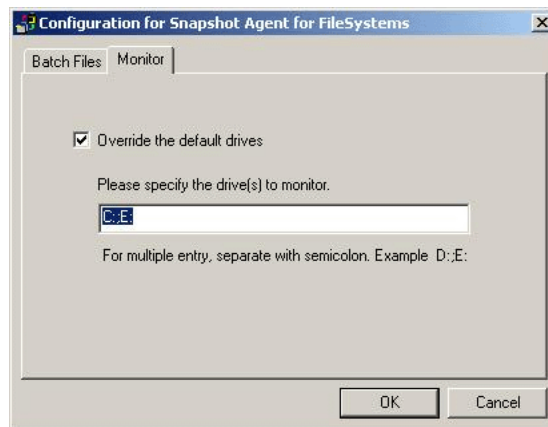 Configuration for Snapshot Agent for FileSystems
Batch Files Monitor
Override the default drives
Please specify the drive(s) to monitor.
C:;E:
For multiple entry, separate with semicolon. Example D:;E:
OK Cancel